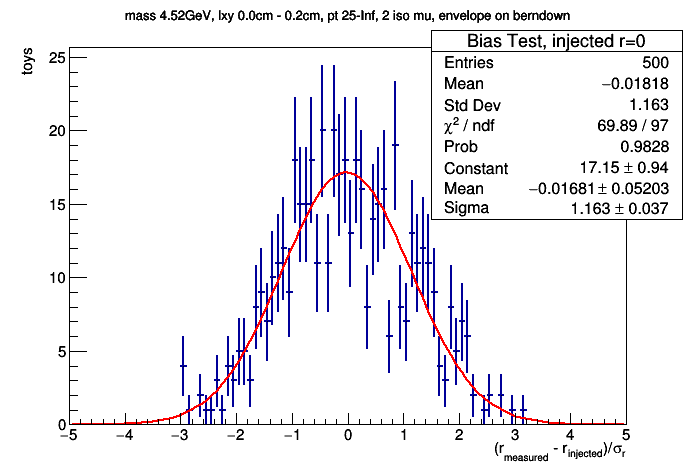 mass 4.52GeV, lxy 0.0cm - 0.2cm, pt 25-Inf, 2 iso mu, envelope on berndown
Bias Test, injected r=0
Entries 500
Mean −0.01818
Std Dev 1.163
χ² / ndf 69.89 / 97
Prob 0.9828
Constant 17.15 ± 0.94
Mean −0.01681 ± 0.05203
Sigma 1.163 ± 0.037
toys
25
20
15
10
5
0
−5 −4 −3 −2 −1 0 1 2 3 4 5
(r_measured - r_injected)/σ_r